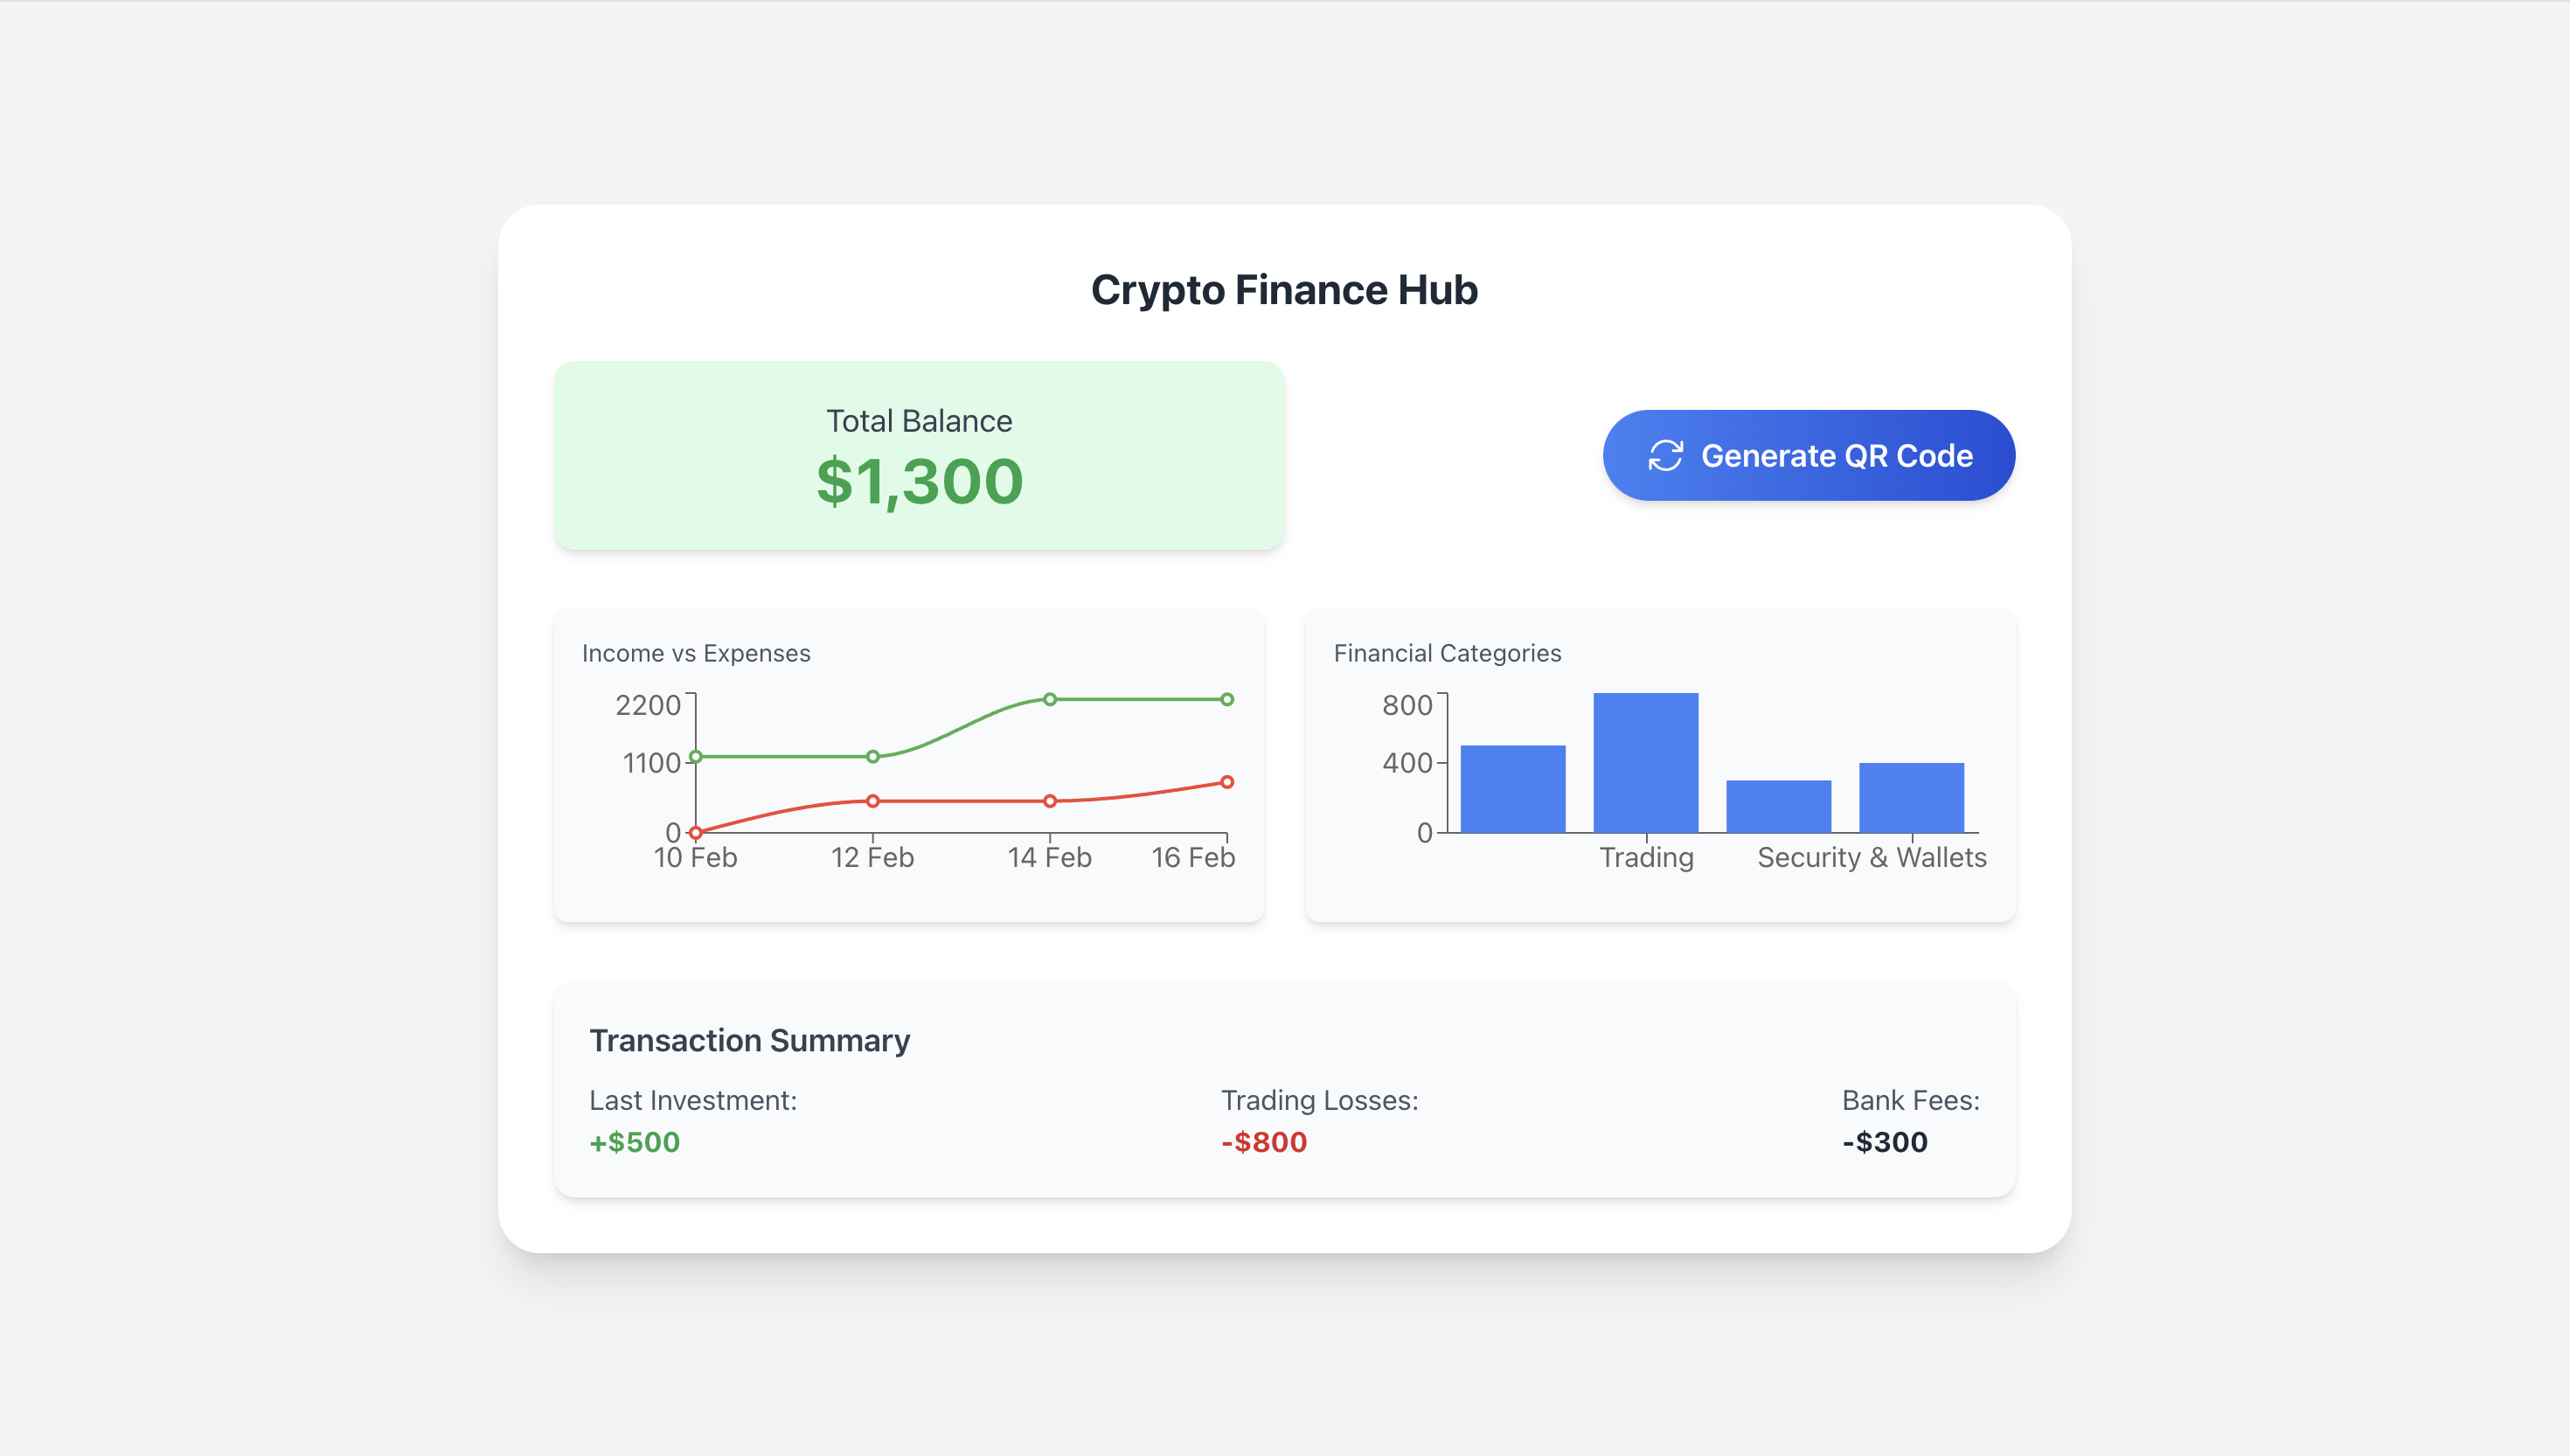 Crypto Finance Hub
Total Balance
$1,300
Generate QR Code
Income vs Expenses
2200
1100
0
10 Feb 12 Feb 14 Feb 16 Feb
Financial Categories
800
400
0
Trading Security & Wallets
Transaction Summary
Last Investment: Trading Losses: Bank Fees:
+$500 -$800 -$300